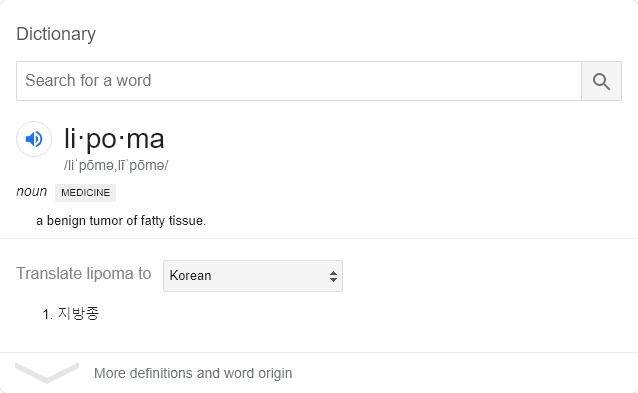 Dictionary
Search for a word
li·po·ma
/liˈpōmə,līˈpōmə/
noun MEDICINE
a benign tumor of fatty tissue.
Translate lipoma to Korean
1. 지방종
More definitions and word origin